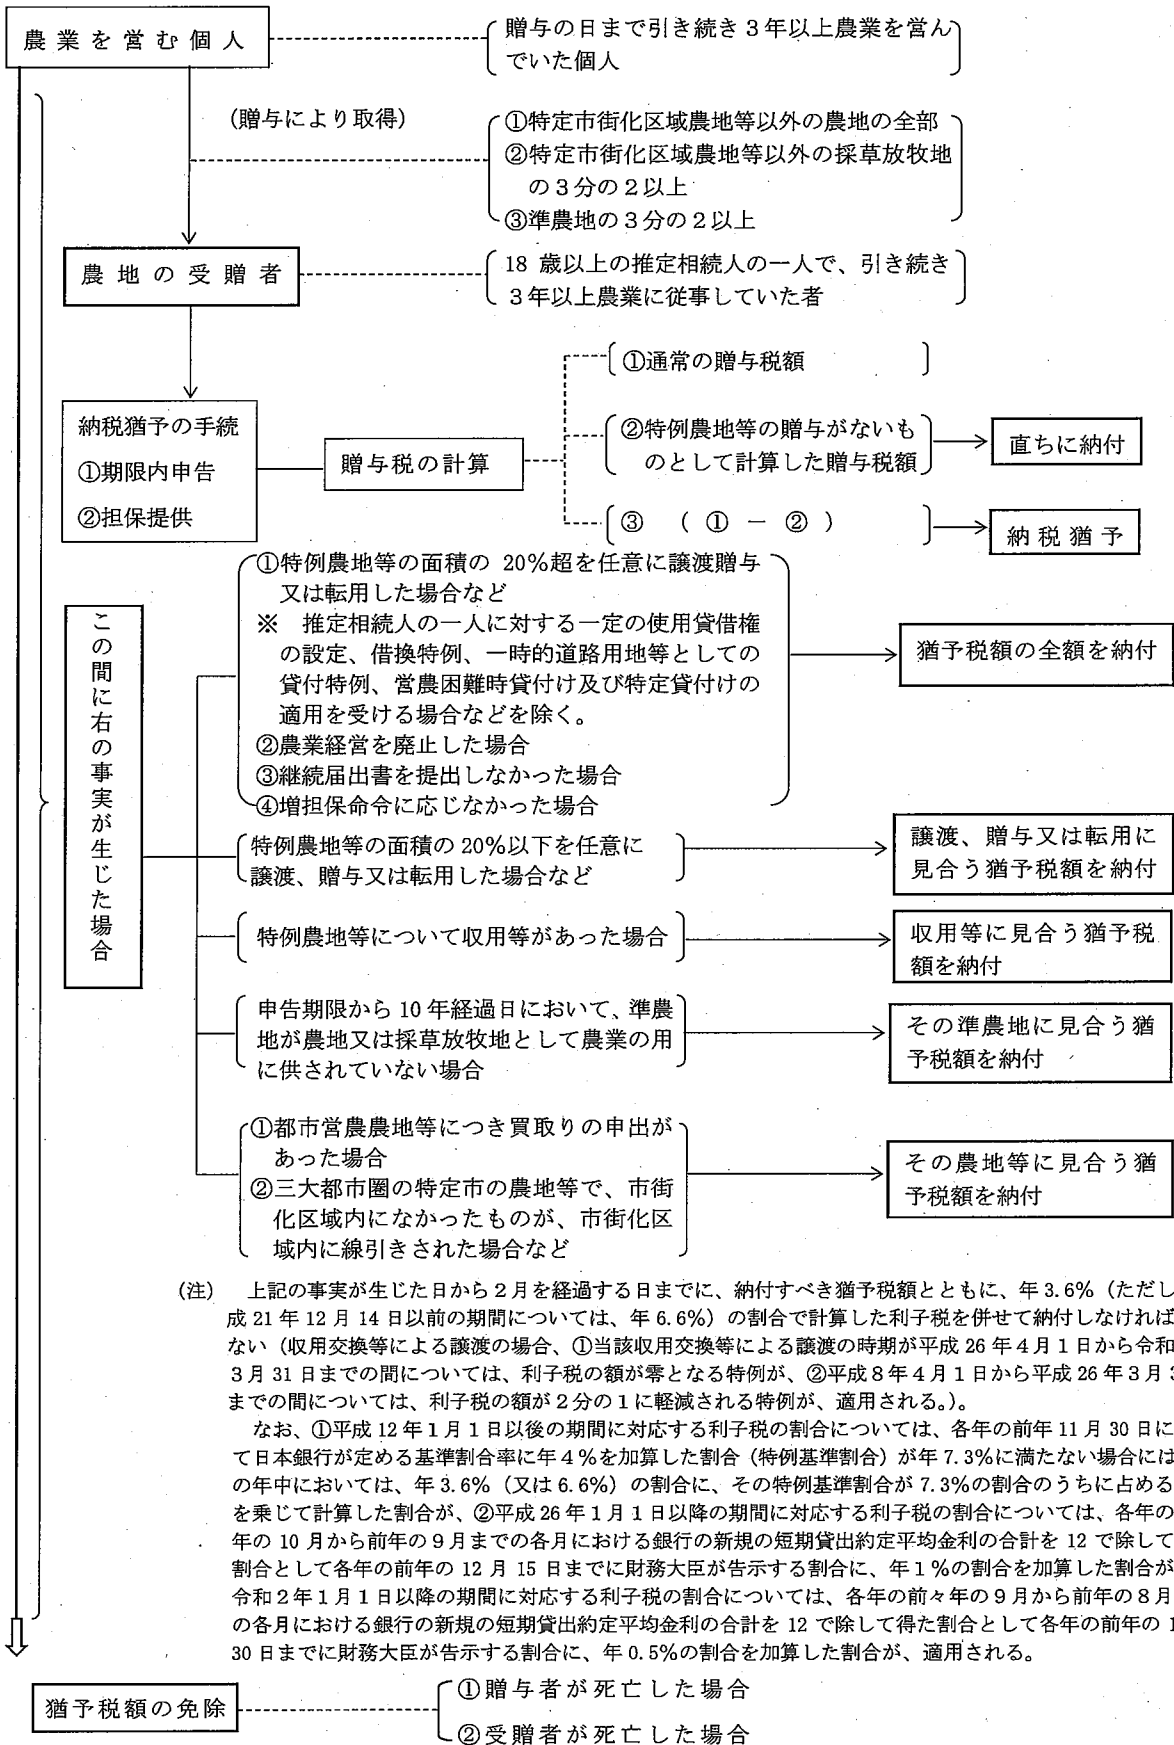 農業を営む個人
贈与の日まで引き続き３年以上農業を営ん
でいた個人
(贈与により取得)
①特定市街化区域農地等以外の農地の全部
②特定市街化区域農地等以外の採草放牧地
の３分の２以上
③準農地の３分の２以上
農地の受贈者
18 歳以上の推定相続人の一人で、引き続き
３年以上農業に従事していた者
納税猶予の手続
①期限内申告
②担保提供
贈与税の計算
①通常の贈与税額
②特例農地等の贈与がないも
のとして計算した贈与税額
直ちに納付
③ (①－②)
納税猶予
この間に右の事実が生じた場合
①特例農地等の面積の 20％超を任意に譲渡贈与
又は転用した場合など
※ 推定相続人の一人に対する一定の使用貸借権
の設定、借換特例、一時的道路用地等としての
貸付特例、営農困難時貸付け及び特定貸付けの
適用を受ける場合などを除く。
②農業経営を廃止した場合
③継続届出書を提出しなかった場合
④増担保命令に応じなかった場合
猶予税額の全額を納付
特例農地等の面積の 20％以下を任意に
譲渡、贈与又は転用した場合など
譲渡、贈与又は転用に
見合う猶予税額を納付
特例農地等について収用等があった場合
収用等に見合う猶予税
額を納付
申告期限から 10 年経過日において、準農
地が農地又は採草放牧地として農業の用
に供されていない場合
その準農地に見合う猶
予税額を納付
①都市営農農地等につき買取りの申出が
あった場合
②三大都市圏の特定市の農地等で、市街
化区域内になかったものが、市街化区
域内に線引きされた場合など
その農地等に見合う猶
予税額を納付
(注) 上記の事実が生じた日から２月を経過する日までに、納付すべき猶予税額とともに、年 3.6％（ただし
成 21 年 12 月 14 日以前の期間については、年 6.6％）の割合で計算した利子税を併せて納付しなければ
ない（収用交換等による譲渡の場合、①当該収用交換等による譲渡の時期が平成 26 年４月１日から令和
３月 31 日までの間については、利子税の額が零となる特例が、②平成８年４月１日から平成 26 年３月３
までの間については、利子税の額が２分の１に軽減される特例が、適用される。）。
なお、①平成 12 年１月１日以後の期間に対応する利子税の割合については、各年の前年 11 月 30 日に
て日本銀行が定める基準割合率に年４％を加算した割合（特例基準割合）が年 7.3％に満たない場合には
の年中においては、年 3.6％（又は 6.6％）の割合に、その特例基準割合が 7.3％の割合のうちに占める
を乗じて計算した割合が、②平成 26 年１月１日以降の期間に対応する利子税の割合については、各年の
年の 10 月から前年の９月までの各月における銀行の新規の短期貸出約定平均金利の合計を 12 で除して
割合として各年の前年の 12 月 15 日までに財務大臣が告示する割合に、年１％の割合を加算した割合が
令和２年１月１日以降の期間に対応する利子税の割合については、各年の前々年の９月から前年の８月
の各月における銀行の新規の短期貸出約定平均金利の合計を 12 で除して得た割合として各年の前年の 1
30 日までに財務大臣が告示する割合に、年 0.5％の割合を加算した割合が、適用される。
猶予税額の免除
①贈与者が死亡した場合
②受贈者が死亡した場合